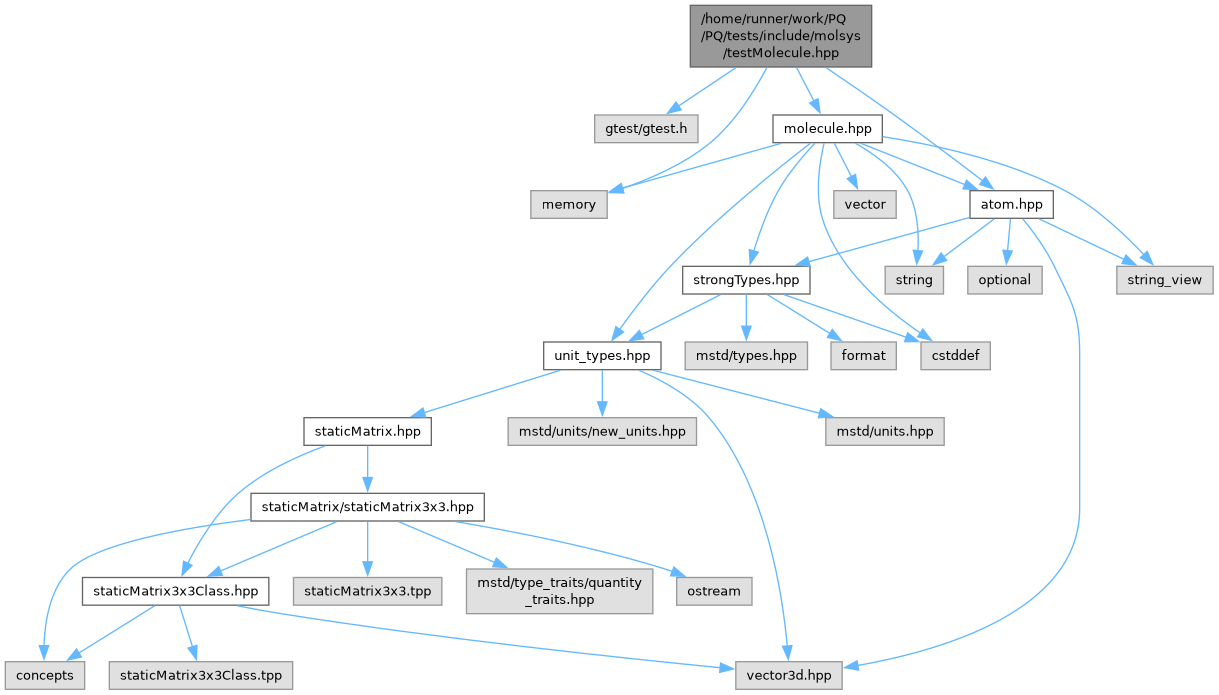 /home/runner/work/PQ
/PQ/tests/include/molsys
/testMolecule.hpp
gtest/gtest.h
molecule.hpp
memory
vector
atom.hpp
strongTypes.hpp
string
optional
string_view
unit_types.hpp
mstd/types.hpp
format
cstddef
staticMatrix.hpp
mstd/units/new_units.hpp
mstd/units.hpp
staticMatrix/staticMatrix3x3.hpp
staticMatrix3x3Class.hpp
staticMatrix3x3.tpp
mstd/type_traits/quantity
_traits.hpp
ostream
concepts
staticMatrix3x3Class.tpp
vector3d.hpp